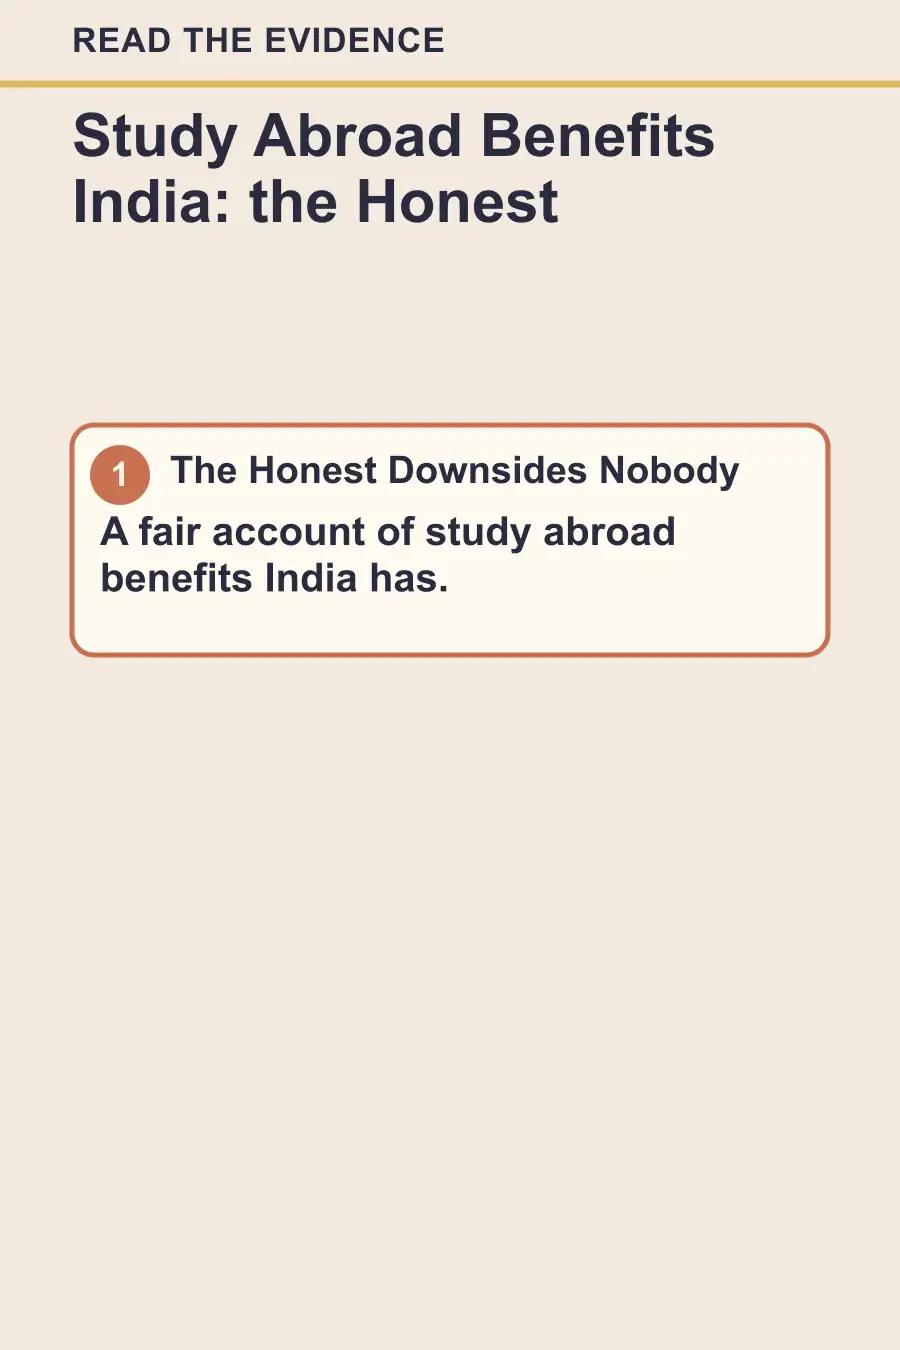 READ THE EVIDENCE
Study Abroad Benefits
India: the Honest
1 The Honest Downsides Nobody
A fair account of study abroad
benefits India has.